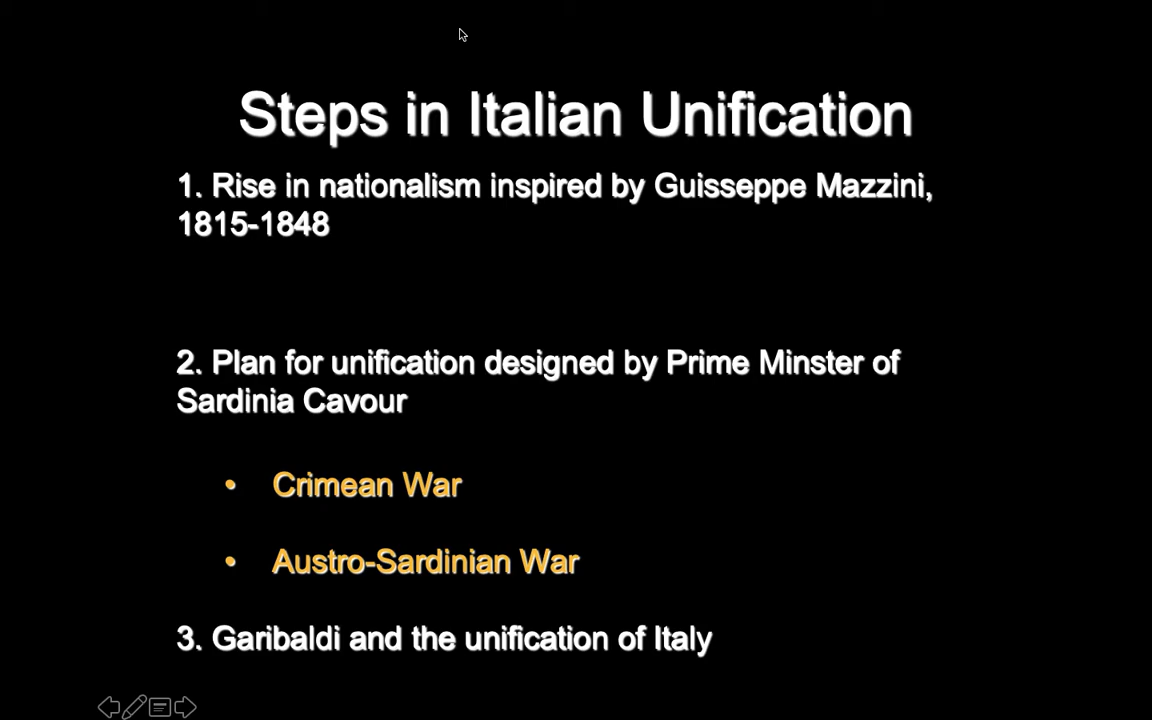 Steps in Italian Unification
1. Rise in nationalism inspired by Guisseppe Mazzini,
1815-1848
2. Plan for unification designed by Prime Minster of
Sardinia Cavour
• Crimean War
• Austro-Sardinian War
3. Garibaldi and the unification of Italy